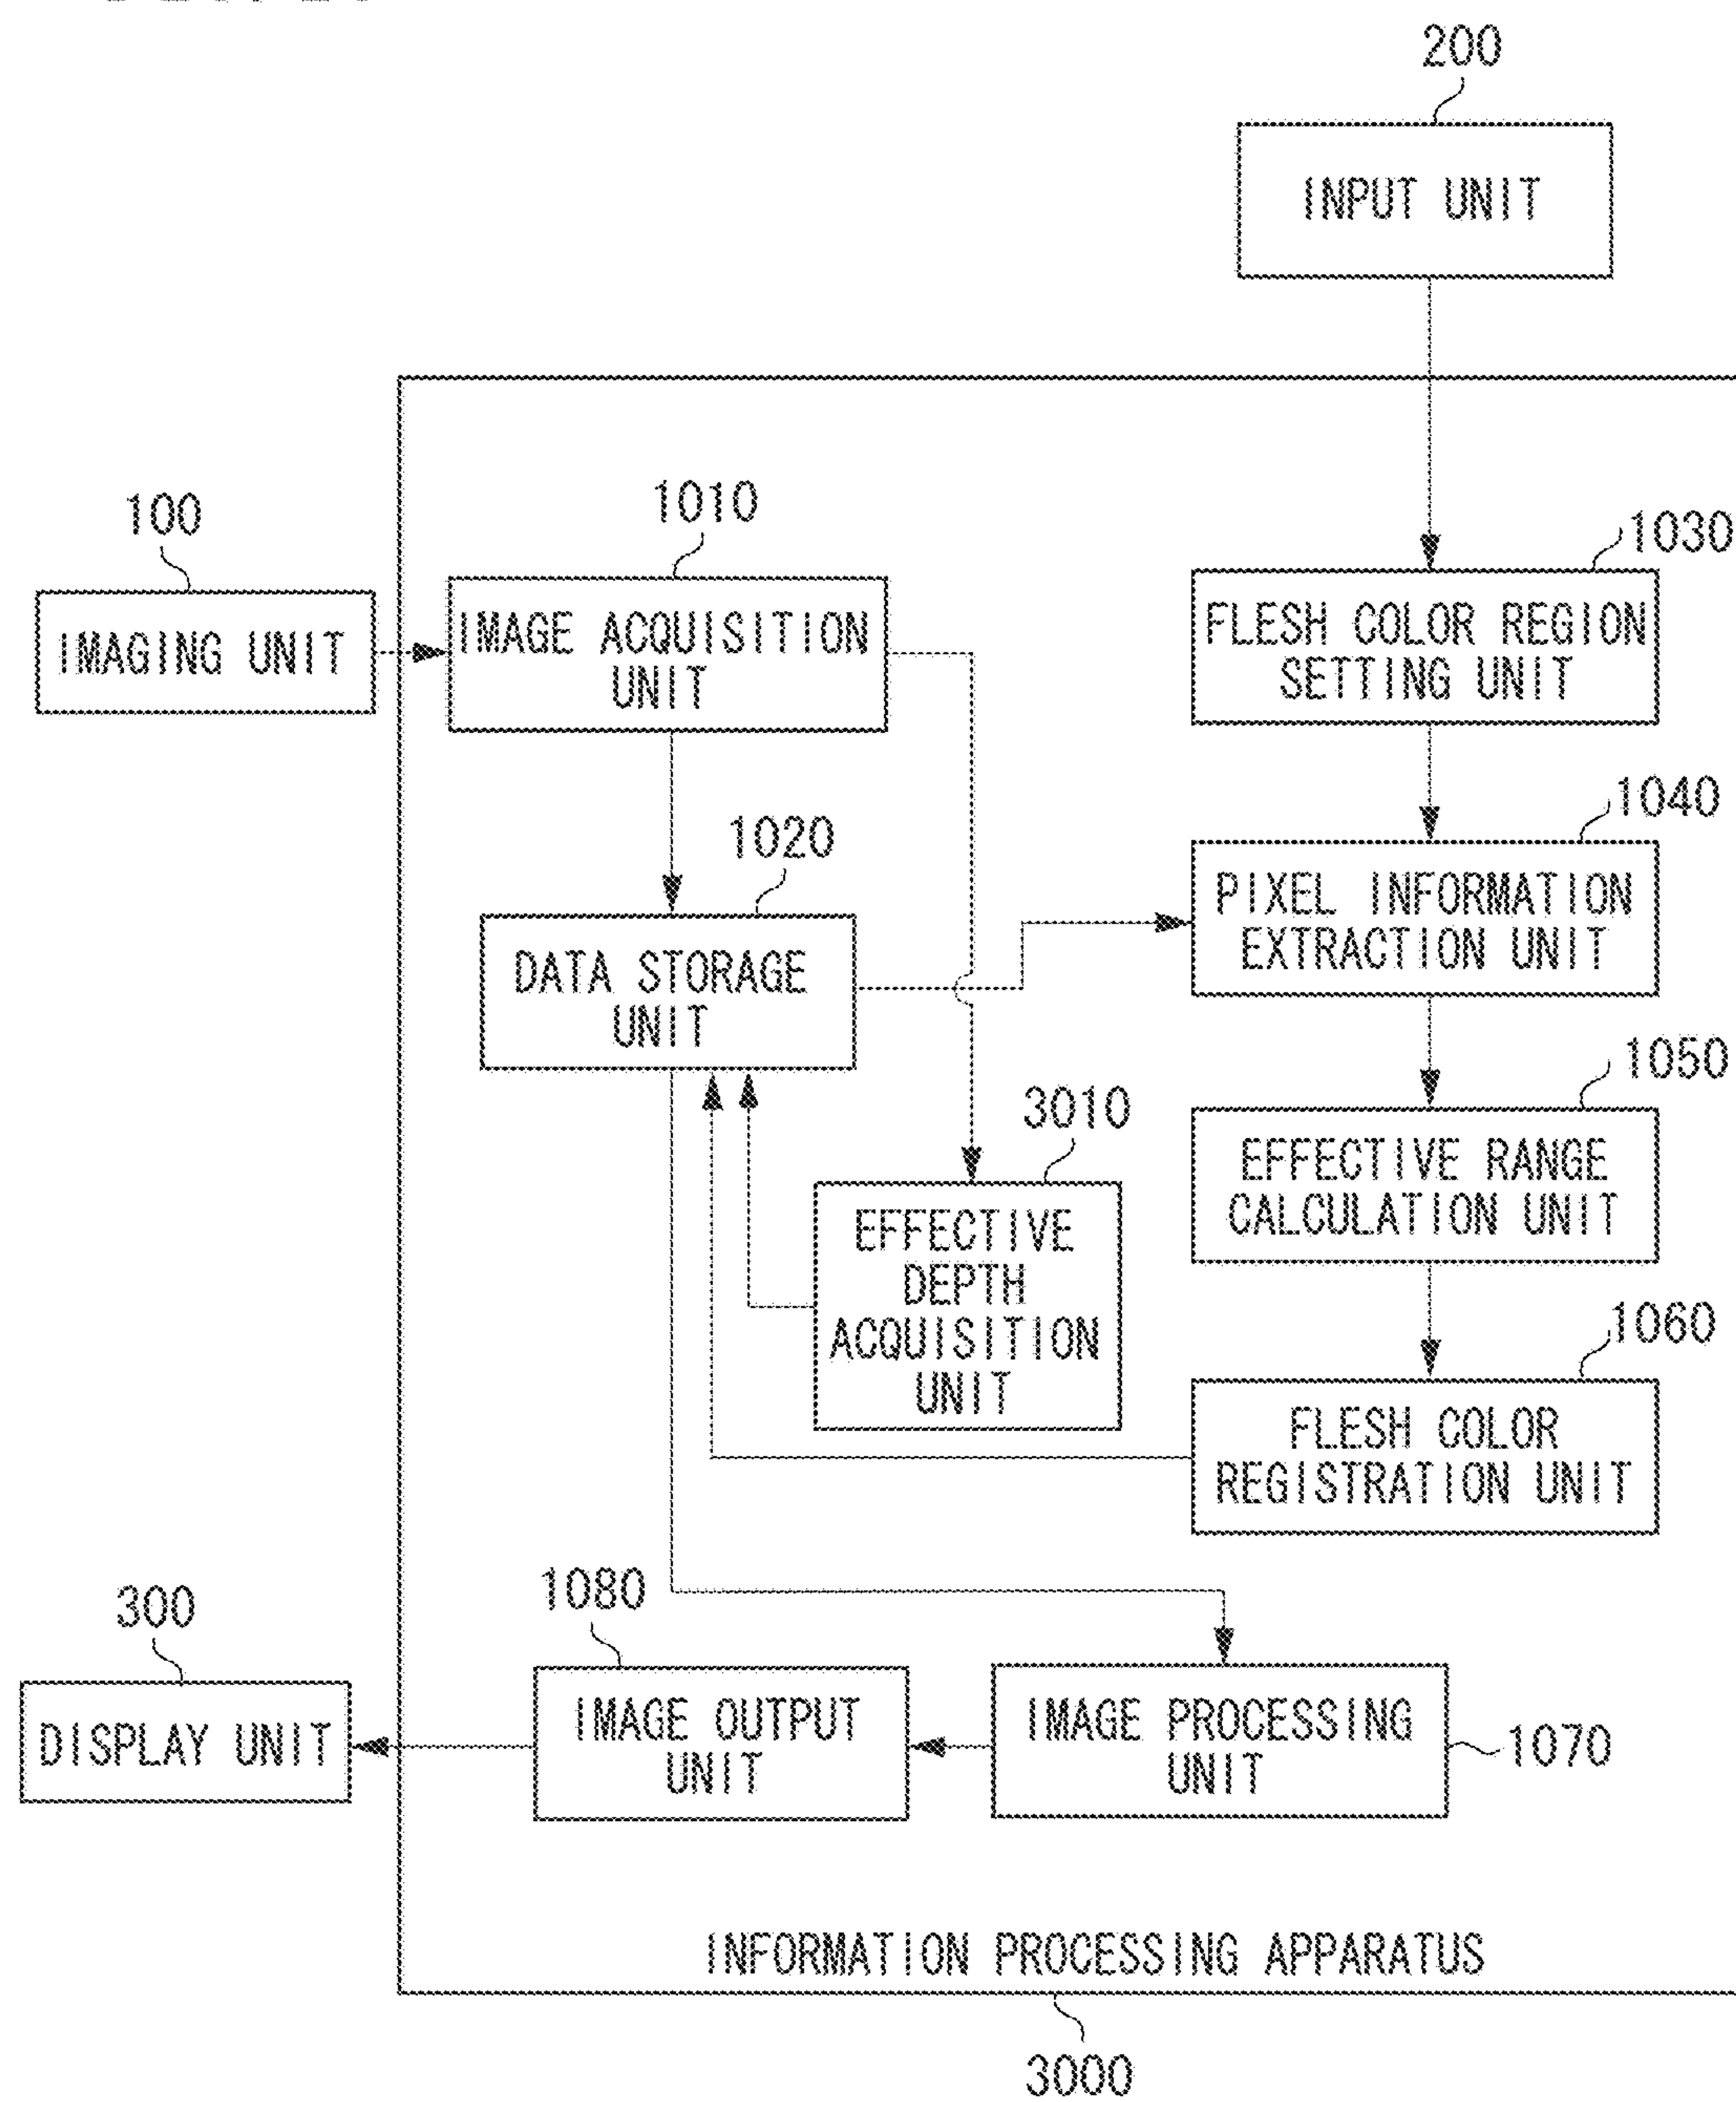 200
INPUT UNIT
100
1010
1030
IMAGING UNIT
IMAGE ACQUISITION
UNIT
FLESH COLOR REGION
SETTING UNIT
1040
1020
PIXEL INFORMATION
EXTRACTION UNIT
DATA STORAGE
UNIT
1050
3010
EFFECTIVE RANGE
CALCULATION UNIT
EFFECTIVE
DEPTH
ACQUISITION
UNIT
1060
FLESH COLOR
REGISTRATION UNIT
300
1080
DISPLAY UNIT
IMAGE OUTPUT
UNIT
IMAGE PROCESSING
UNIT
1070
INFORMATION PROCESSING APPARATUS
3000